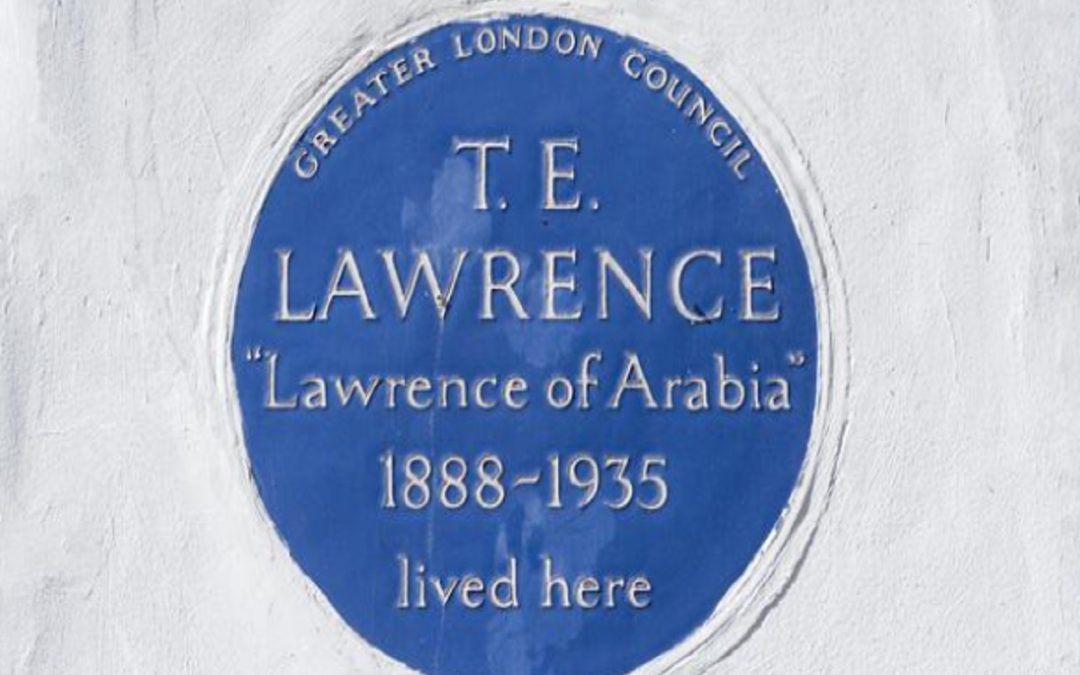 GREATER LONDON COUNCIL
T. E.
LAWRENCE
“Lawrence of Arabia”
1888~1935
lived here